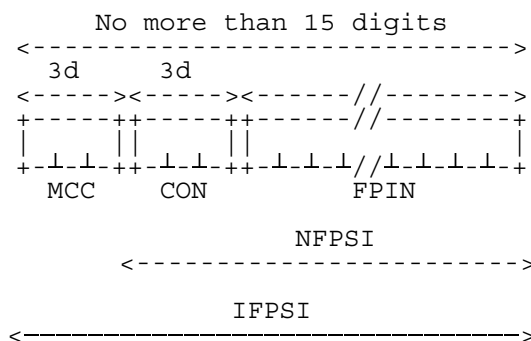 No more than 15 digits
<------------------------------>
3d 3d
<-----><-----><------//-------->
+-----++-----++------//--------+
| || || |
+-┴-┴-++-┴-┴-++-┴-┴-┴//┴-┴-┴-┴-+
MCC CON FPIN
NFPSI
<----------------------->
IFPSI
<------------------------------>